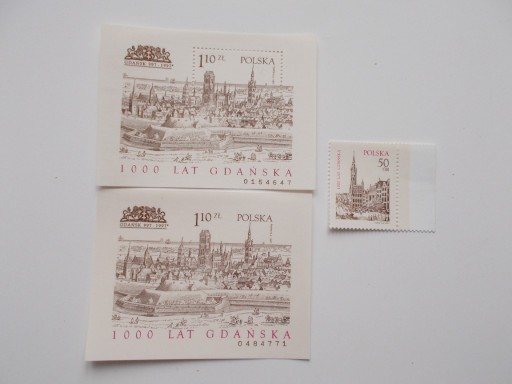 1,10 ZŁ POLSKA
GDAŃSK 997-1997
1000 LAT GDAŃSKA
0184647
1,10 ZŁ POLSKA
GDAŃSK 997-1997
1000 LAT GDAŃSKA
0484771
POLSKA
50
GR